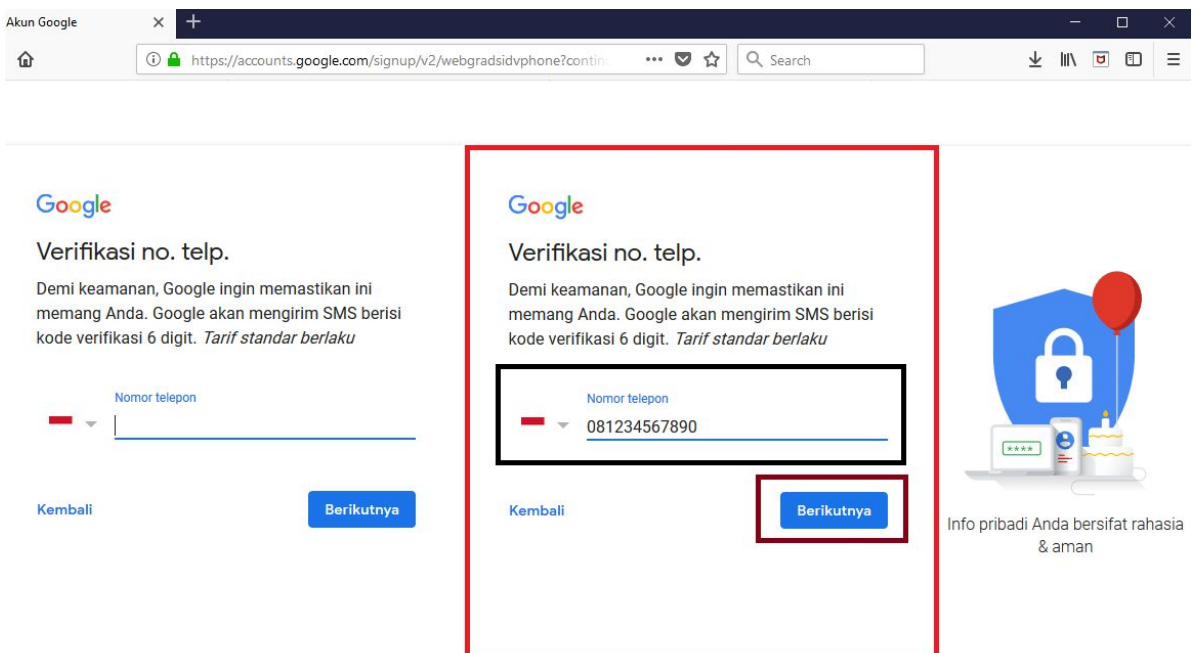 Akun Google
https://accounts.google.com/signup/v2/webgradsidvphone?contin
Search
Google
Verifikasi no. telp.
Demi keamanan, Google ingin memastikan ini
memang Anda. Google akan mengirim SMS berisi
kode verifikasi 6 digit. Tarif standar berlaku
Nomor telepon
Kembali
Berikutnya
Google
Verifikasi no. telp.
Demi keamanan, Google ingin memastikan ini
memang Anda. Google akan mengirim SMS berisi
kode verifikasi 6 digit. Tarif standar berlaku
Nomor telepon
081234567890
Kembali
Berikutnya
****
Info pribadi Anda bersifat rahasia
& aman